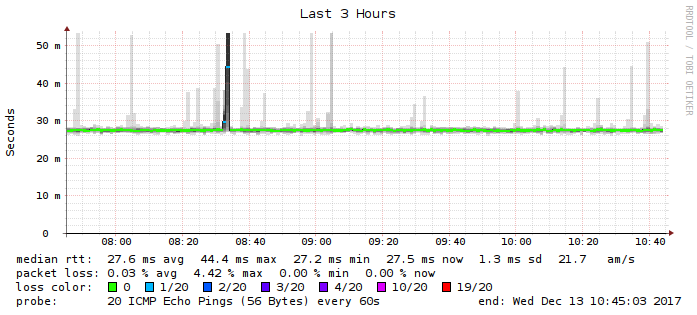 Last 3 Hours
RRDTOOL / TOBI OETIKER
Seconds
50 m
40 m
30 m
20 m
10 m
0
08:00 08:20 08:40 09:00 09:20 09:40 10:00 10:20 10:40
median rtt: 27.6 ms avg 44.4 ms max 27.2 ms min 27.5 ms now 1.3 ms sd 21.7 am/s
packet loss: 0.03 % avg 4.42 % max 0.00 % min 0.00 % now
loss color: 0 1/20 2/20 3/20 4/20 10/20 19/20
probe: 20 ICMP Echo Pings (56 Bytes) every 60s end: Wed Dec 13 10:45:03 2017